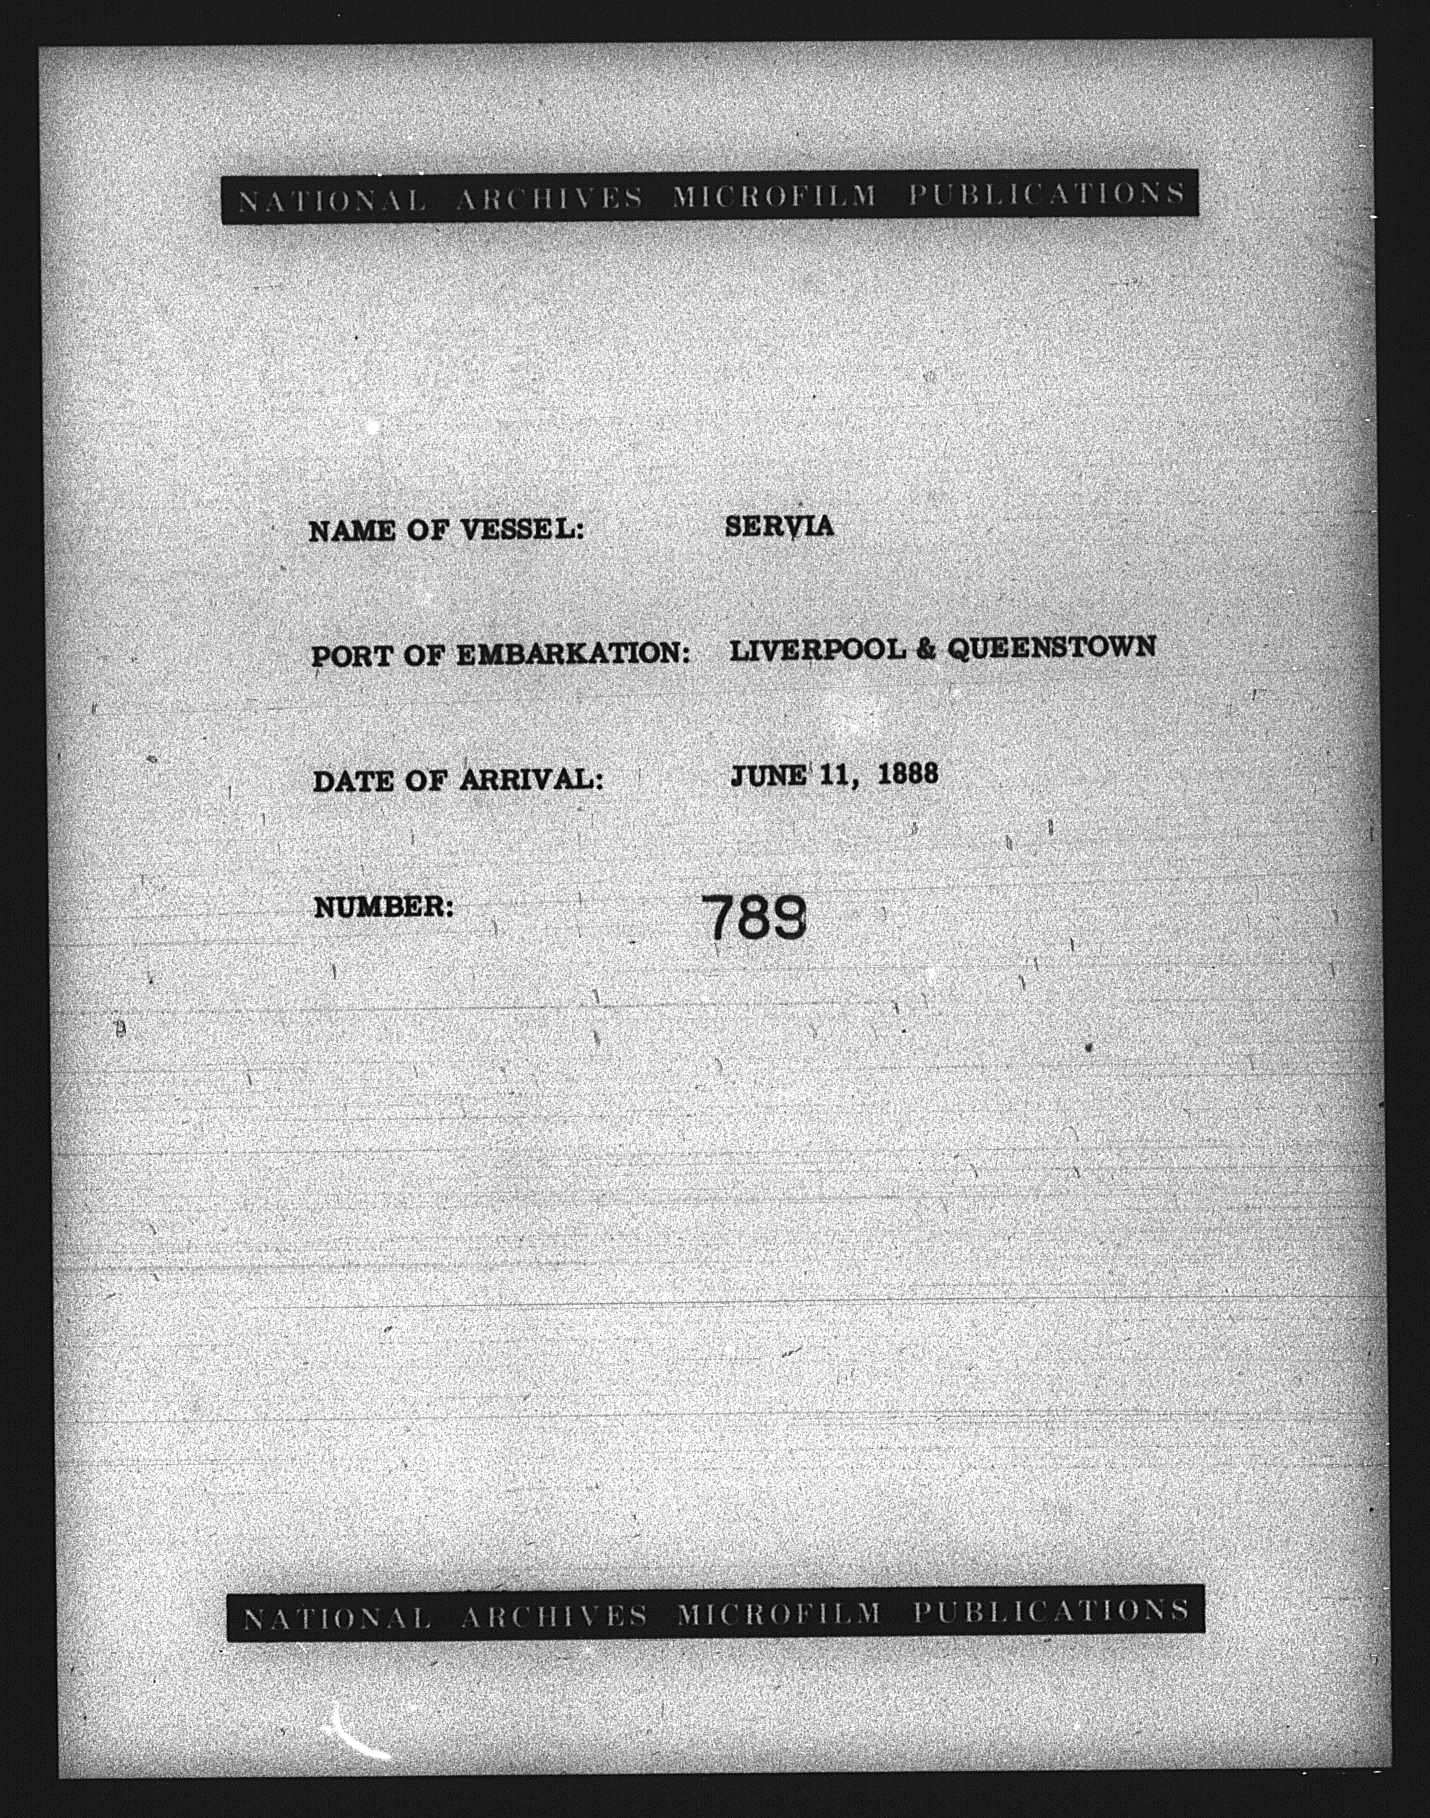 NATIONAL ARCHIVES MICROFILM PUBLICATIONS
NAME OF VESSEL: SERVIA
PORT OF EMBARKATION: LIVERPOOL & QUEENSTOWN
DATE OF ARRIVAL: JUNE 11, 1888
NUMBER: 789
NATIONAL ARCHIVES MICROFILM PUBLICATIONS